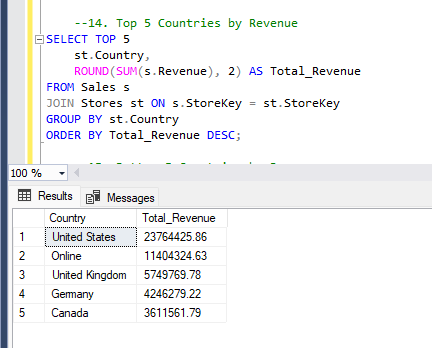 --14. Top 5 Countries by Revenue
SELECT TOP 5
st.Country,
ROUND(SUM(s.Revenue), 2) AS Total_Revenue
FROM Sales s
JOIN Stores st ON s.StoreKey = st.StoreKey
GROUP BY st.Country
ORDER BY Total_Revenue DESC;
100 %
Results Messages
Country Total_Revenue
1 United States 23764425.86
2 Online 11404324.63
3 United Kingdom 5749769.78
4 Germany 4246279.22
5 Canada 3611561.79